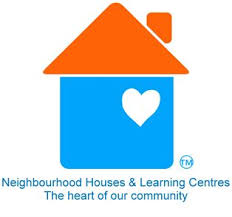 TM
Neighbourhood Houses & Learning Centres
The heart of our community